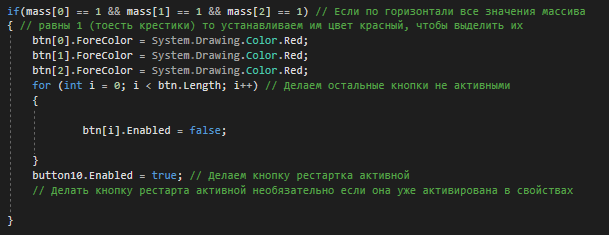 if(mass[0] == 1 && mass[1] == 1 && mass[2] == 1) // Если по горизонтали все значения массива
{ // равны 1 (тоесть крестики) то устанавливаем им цвет красный, чтобы выделить их
btn[0].ForeColor = System.Drawing.Color.Red;
btn[1].ForeColor = System.Drawing.Color.Red;
btn[2].ForeColor = System.Drawing.Color.Red;
for (int i = 0; i < btn.Length; i++) // Делаем остальные кнопки не активными
{
btn[i].Enabled = false;
}
button10.Enabled = true; // Делаем кнопку рестартка активной
// Делать кнопку рестарта активной необязательно если она уже активирована в свойствах
}